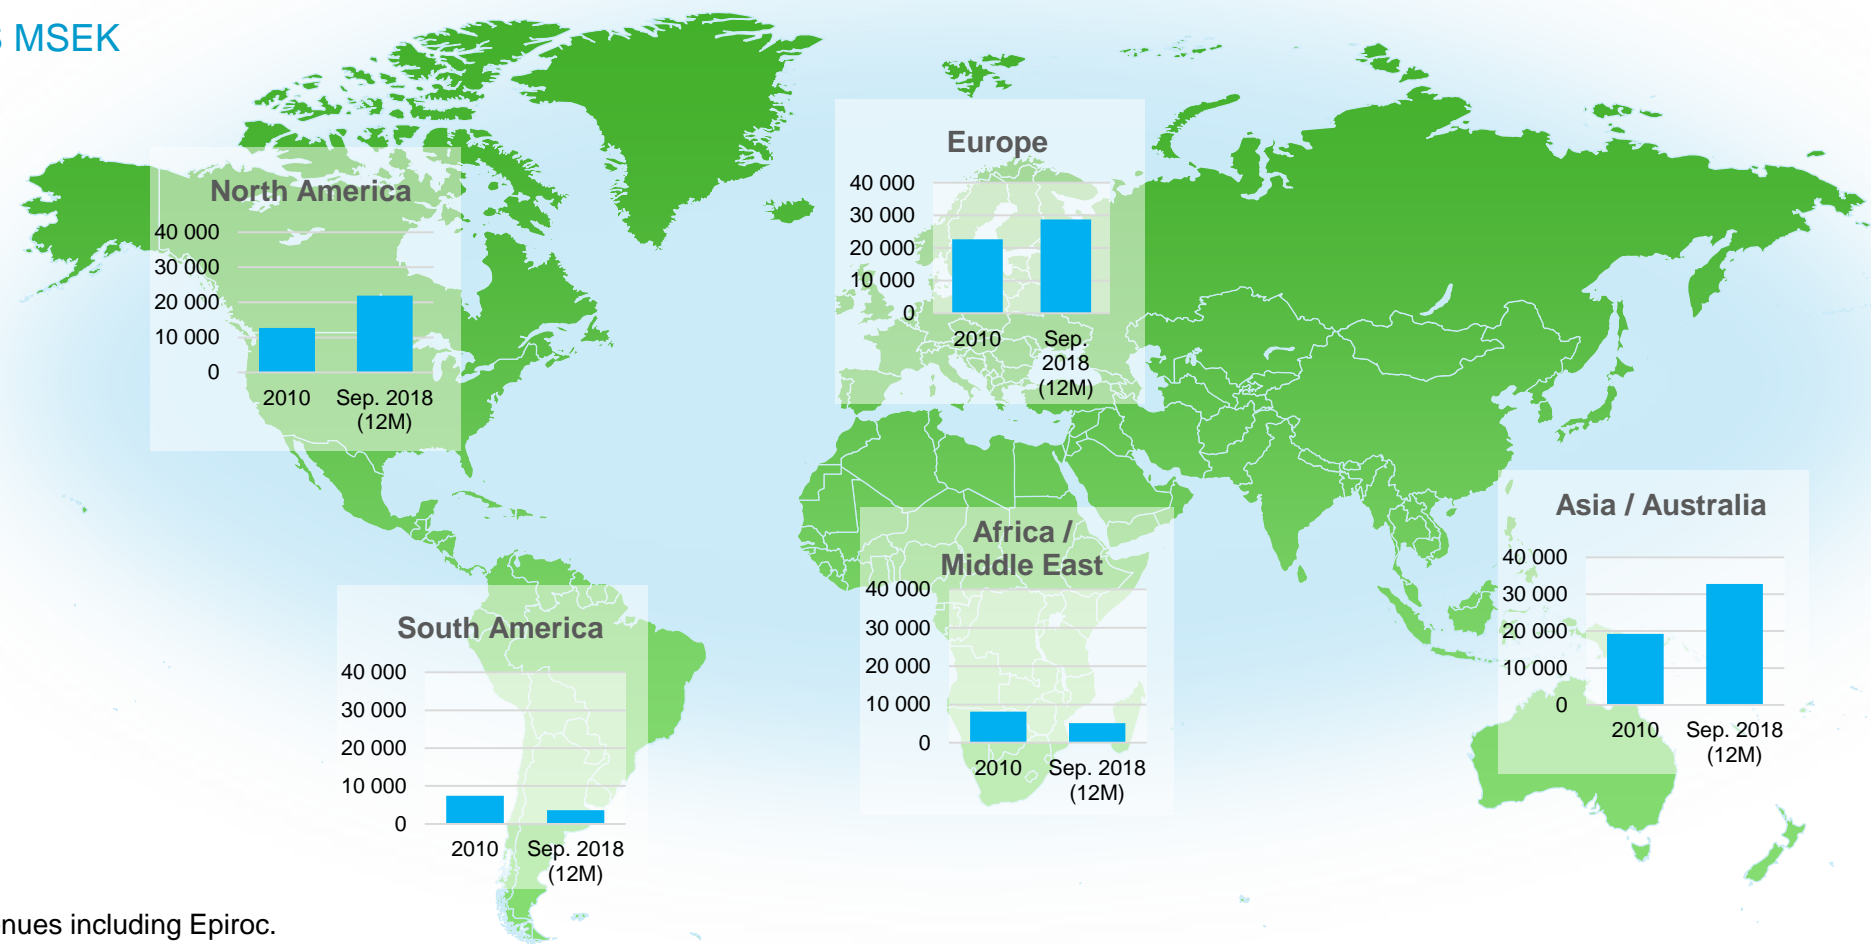 MSEK
North America
40 000
30 000
20 000
10 000
0
2010
Sep. 2018
(12M)
Europe
40 000
30 000
20 000
10 000
0
2010
Sep.
2018
(12M)
South America
40 000
30 000
20 000
10 000
0
2010
Sep. 2018
(12M)
Africa /
Middle East
40 000
30 000
20 000
10 000
0
2010
Sep. 2018
(12M)
Asia / Australia
40 000
30 000
20 000
10 000
0
2010
Sep. 2018
(12M)
nues including Epiroc.